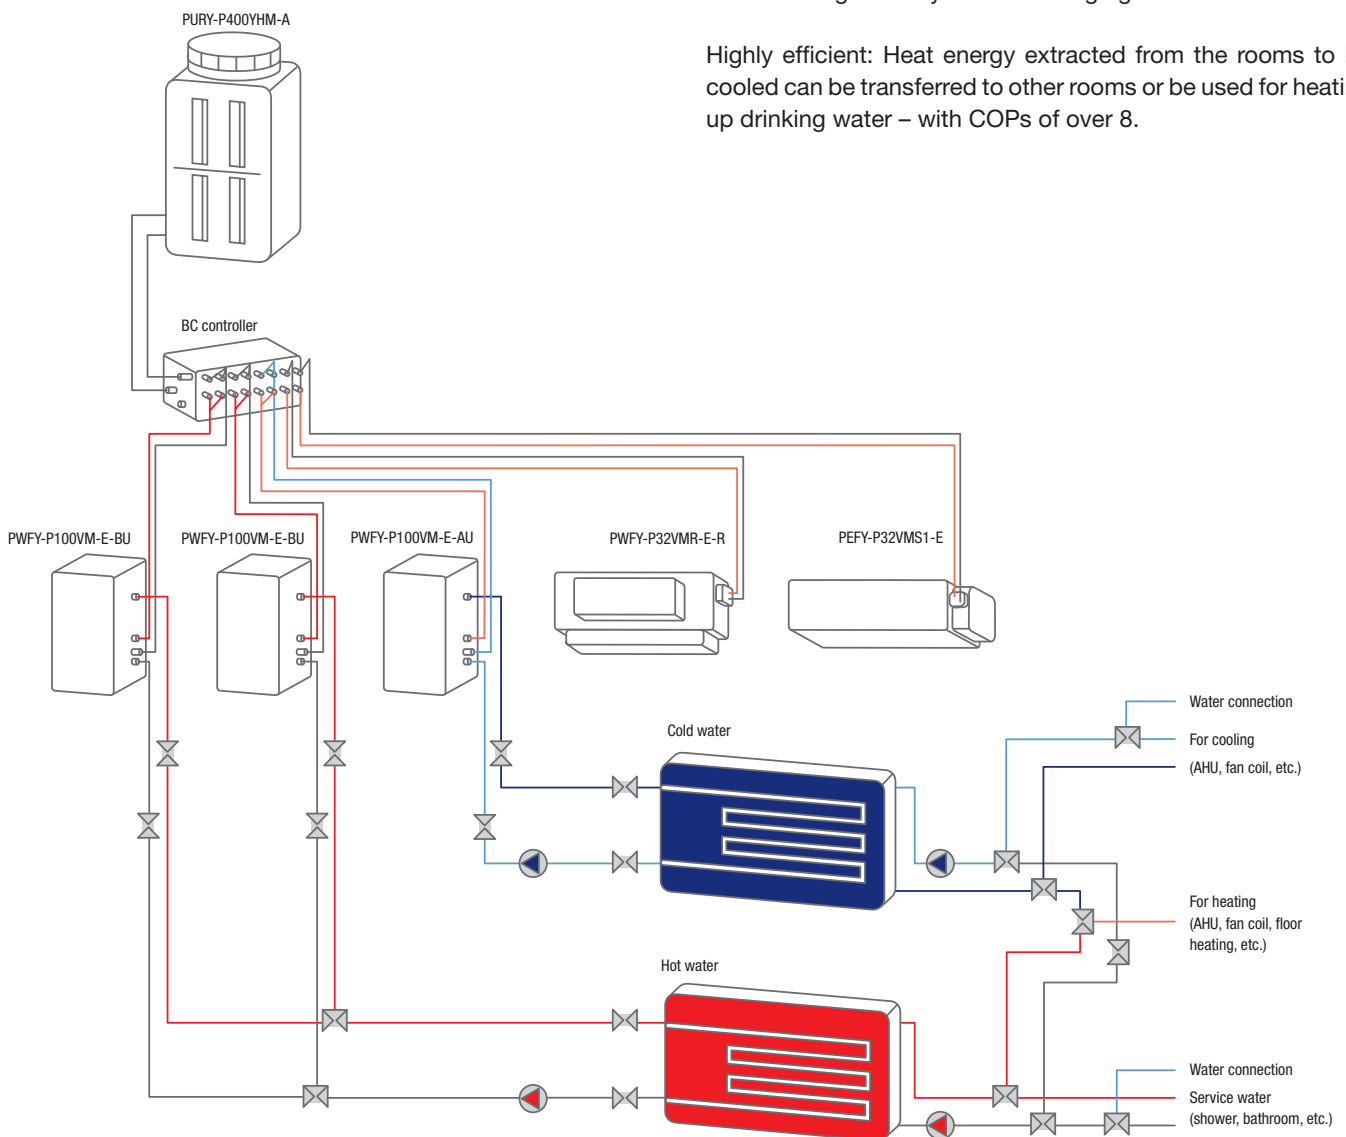 PURY-P400YHM-A
Highly efficient: Heat energy extracted from the rooms to
cooled can be transferred to other rooms or be used for
up drinking water – with COPs of over 8.
BC controller
PWFY-P100VM-E-BU
PWFY-P100VM-E-BU
PWFY-P100VM-E-AU
PWFY-P32VMR-E-R
PEFY-P32VMS1-E
Cold water
Water connection
For cooling
(AHU, fan coil, etc.)
For heating
(AHU, fan coil, floor
heating, etc.)
Hot water
Water connection
Service water
(shower, bathroom, etc.)